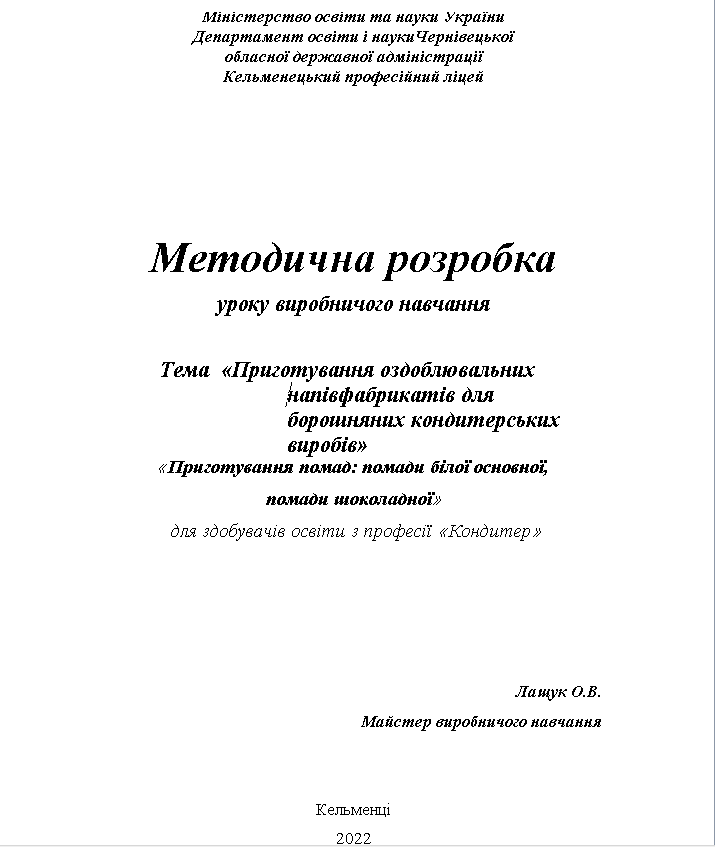 Міністерство освіти та науки України
Департамент освіти і наукиЧернівецької
обласної державної адміністрації
Кельменецький професійний ліцей
Методична розробка
уроку виробничого навчання
Тема «Приготування оздоблювальних
напівфабрикатів для
борошняних кондитерських
виробів»
«Приготування помад: помади білої основної,
помади шоколадної»
для здобувачів освіти з професії «Кондитер»
Лащук О.В.
Майстер виробничого навчання
Кельменці
2022